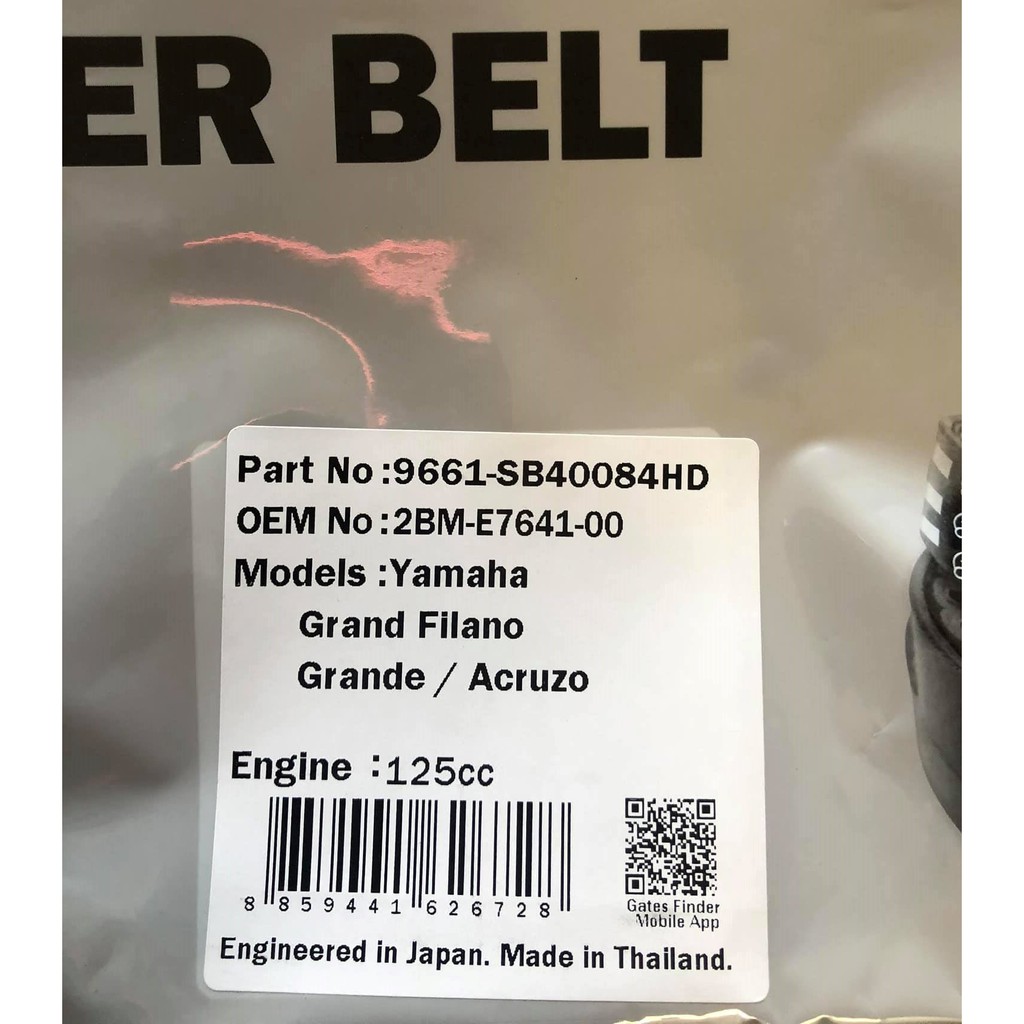 ER BELT
Part No :9661-SB40084HD
OEM No :2BM-E7641-00
Models :Yamaha
Grand Filano
Grande / Acruzo
Engine :125cc
8 859441 626728
Gates Finder
Mobile App
Engineered in Japan. Made in Thailand.